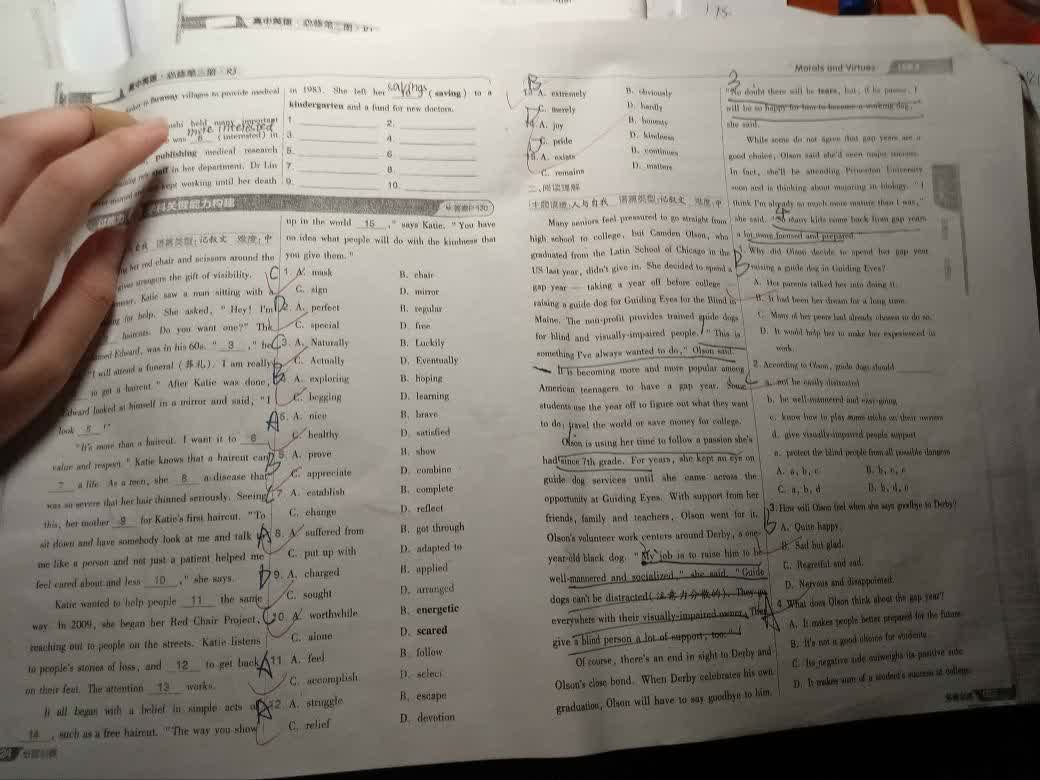 175.
高中英语·必修第三册·RJ
Morals and Virtues
faraway villages to provide medical
held many important
more interested
was 8 (interested) in
publishing medical research
staff in her department. Dr Lin
kept working until her death
in 1983. She left her 10 (saving) to a
savings
kindergarten and a fund for new doctors.
1. 2.
3. 4.
5. 6.
7. 8.
9. 10.
学科关键能力构建
答案P130
语篇类型:记叙文 难度:中
her red chair and scissors around the
strangers the gift of visibility.
Katie saw a man sitting with a
for help. She asked, "Hey! I'm
haircuts. Do you want one?" The
named Edward, was in his 60s. " 3 ," he
"I will attend a funeral (葬礼). I am really
to get a haircut." After Katie was done,
Edward looked at himself in a mirror and said, "I
look 5 !"
"It's more than a haircut. I want it to 6
value and respect." Katie knows that a haircut can
7 a life. As a teen, she 8 a disease that
was so severe that her hair thinned seriously. Seeing
this, her mother 9 for Katie's first haircut. "To
sit down and have somebody look at me and talk to
me like a person and not just a patient helped me
feel cared about and less 10 ," she says.
Katie wanted to help people 11 the same
way. In 2009, she began her Red Chair Project,
reaching out to people on the streets. Katie listens
to people's stories of loss, and 12 to get back
on their feet. The attention 13 works.
It all began with a belief in simple acts of
14 , such as a free haircut. "The way you show
up in the world 15 ," says Katie. "You have
no idea what people will do with the kindness that
you give them."
C 1. A. mask B. chair
C. sign D. mirror
D 2. A. perfect B. regular
C. special D. free
C 3. A. Naturally B. Luckily
C. Actually D. Eventually
B 4. A. exploring B. hoping
C. begging D. learning
A 5. A. nice B. brave
C. healthy D. satisfied
B 6. A. prove B. show
C. appreciate D. combine
C 7. A. establish B. complete
C. change D. reflect
A 8. A. suffered from B. got through
C. put up with D. adapted to
D 9. A. charged B. applied
C. sought D. arranged
C 10. A. worthwhile B. energetic
C. alone D. scared
A 11. A. feel B. follow
C. accomplish D. select
A 12. A. struggle B. escape
C. relief D. devotion
B 13. A. extremely B. obviously
C. merely D. hardly
14. A. joy B. honesty
C. pride D. kindness
D 15. A. exists B. continues
C. remains D. matters
二、阅读理解
主题语境:人与自我 语篇类型:记叙文 难度:中
Many seniors feel pressured to go straight from
high school to college, but Camden Olson, who
graduated from the Latin School of Chicago in the
US last year, didn't give in. She decided to spend a
gap year — taking a year off before college —
raising a guide dog for Guiding Eyes for the Blind in
Maine. The non-profit provides trained guide dogs
for blind and visually-impaired people. "This is
something I've always wanted to do," Olson said.
It is becoming more and more popular among
American teenagers to have a gap year. Some
students use the year off to figure out what they want
to do, travel the world or save money for college.
Olson is using her time to follow a passion she's
had since 7th grade. For years, she kept an eye on
guide dog services until she came across the
opportunity at Guiding Eyes. With support from her
friends, family and teachers, Olson went for it.
Olson's volunteer work centers around Derby, a one-
year-old black dog. "My job is to raise him to be
well-mannered and socialized," she said. "Guide
dogs can't be distracted(注意力分散的). They go
everywhere with their visually-impaired owner. They
give a blind person a lot of support, too."
Of course, there's an end in sight to Derby and
Olson's close bond. When Derby celebrates his own
graduation, Olson will have to say goodbye to him.
3
"No doubt there will be tears, but, if he passes, I
will be so happy for him to become a working dog,"
she said.
While some do not agree that gap years are a
good choice, Olson said she'd seen major success.
In fact, she'll be attending Princeton University
soon and is thinking about majoring in biology. "I
think I'm already so much more mature than I was,"
she said. "So many kids come back from gap years
4
a lot more focused and prepared."
B 1. Why did Olson decide to spend her gap year
raising a guide dog in Guiding Eyes?
A. Her parents talked her into doing it.
B. It had been her dream for a long time.
C. Many of her peers had already chosen to do so.
D. It would help her to make her experienced in
work.
C 2. According to Olson, guide dogs should
a. not be easily distracted
b. be well-mannered and easy-going
c. know how to play some tricks on their owners
d. give visually-impaired people support
e. protect the blind people from all possible dangers
A. a, b, c B. b, c, e
C. a, b, d D. b, d, e
B 3. How will Olson feel when she says goodbye to Derby?
A. Quite happy.
B. Sad but glad.
C. Regretful and sad.
D. Nervous and disappointed.
A 4. What does Olson think about the gap year?
A. It makes people better prepared for the future.
B. It's not a good choice for students.
C. Its negative side outweighs its positive side.
D. It makes sure of a student's success at college.
24